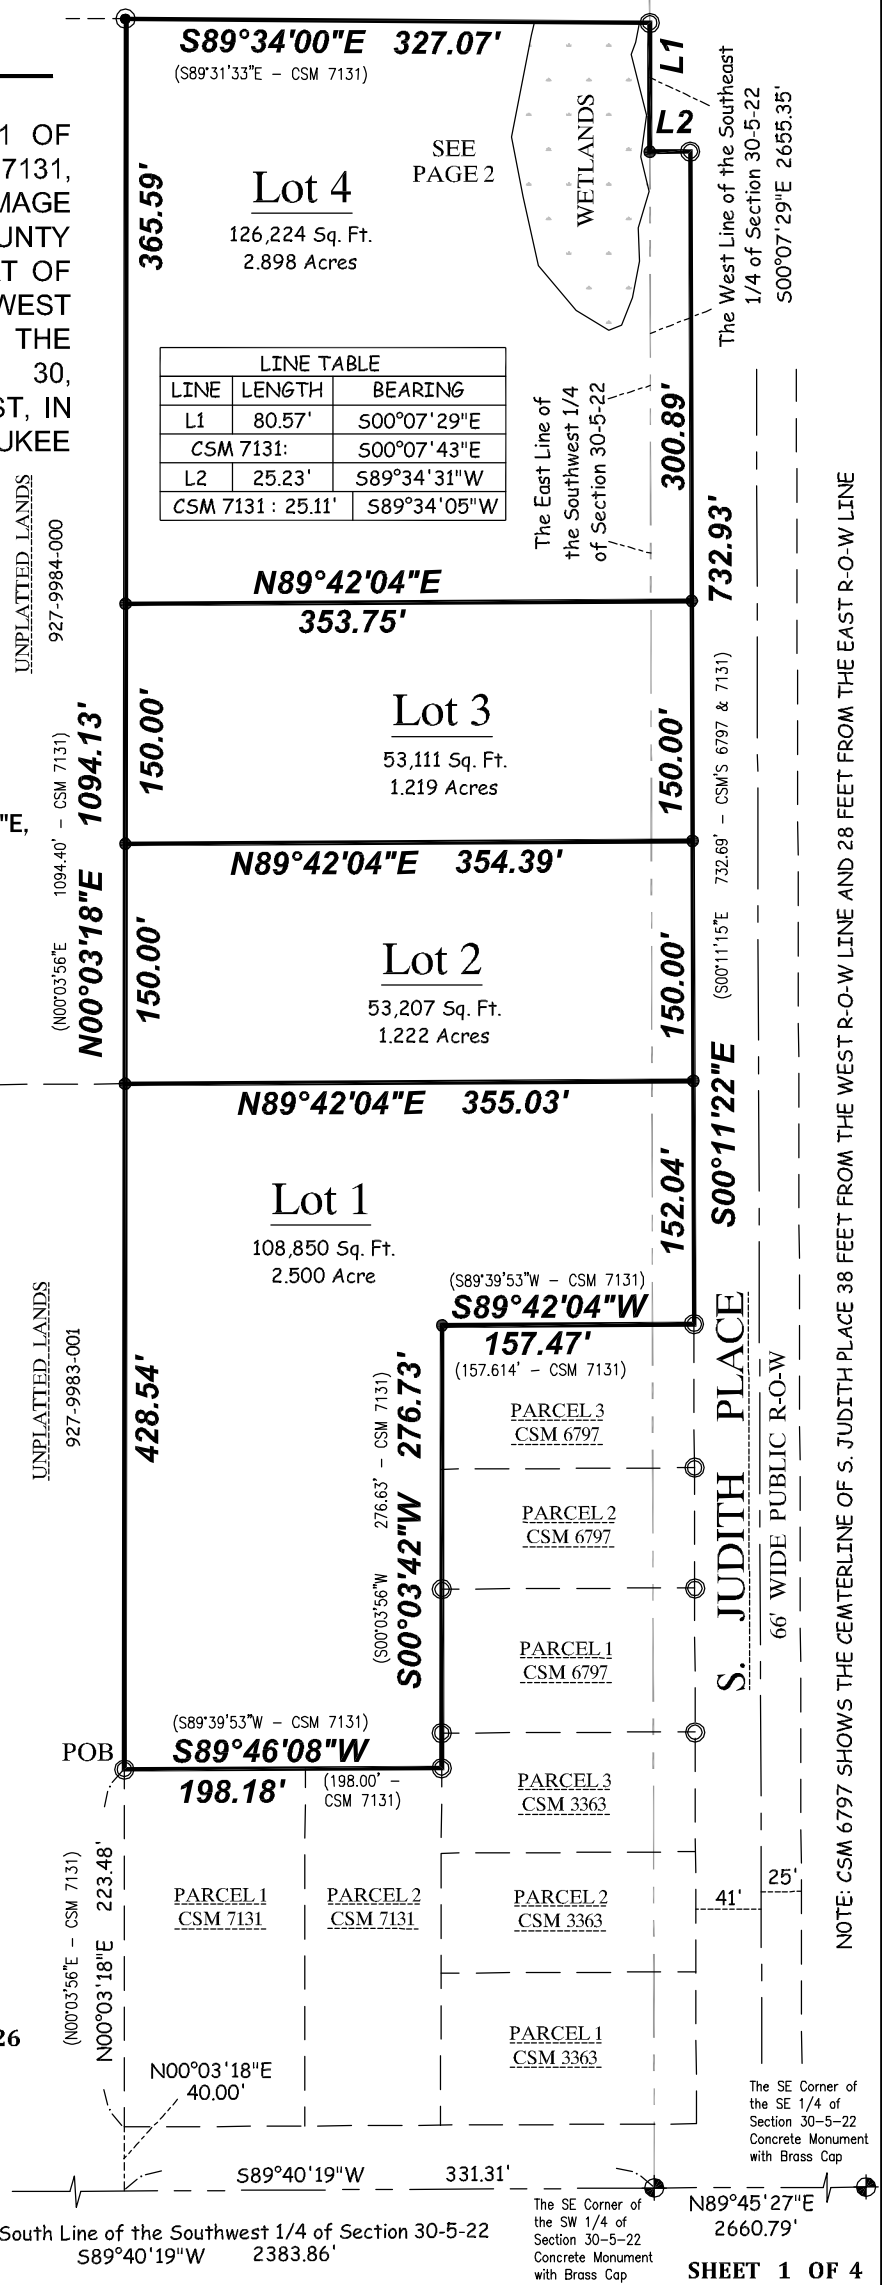 S89°34'00"E 327.07'
(S89°31'33"E – CSM 7131)
L1
L2
1 OF
7131,
MAGE
UNTY
T OF
WEST
THE
30,
ST, IN
UKEE
Lot 4
126,224 Sq. Ft.
2.898 Acres
SEE
PAGE 2
WETLANDS
365.59'
The West Line of the Southeast
1/4 of Section 30-5-22
S00°07'29"E 2655.35'
LINE TABLE
LINE LENGTH BEARING
L1 80.57' S00°07'29"E
CSM 7131: S00°07'43"E
L2 25.23' S89°34'31"W
CSM 7131 : 25.11' S89°34'05"W
The East Line of
the Southwest 1/4
of Section 30-5-22
300.89'
732.93'
UNPLATTED LANDS
927-9984-000
N89°42'04"E
353.75'
Lot 3
53,111 Sq. Ft.
1.219 Acres
150.00'
150.00'
(N00°03'56"E 1094.40' – CSM 7131)
N00°03'18"E 1094.13'
(S00°11'15"E 732.69' – CSM'S 6797 & 7131)
S00°11'22"E
"E,
N89°42'04"E 354.39'
Lot 2
53,207 Sq. Ft.
1.222 Acres
150.00'
150.00'
N89°42'04"E 355.03'
Lot 1
108,850 Sq. Ft.
2.500 Acre
152.04'
428.54'
UNPLATTED LANDS
927-9983-001
(S89°39'53"W – CSM 7131)
S89°42'04"W
157.47'
(157.614' – CSM 7131)
(S00°03'56"W 276.63' – CSM 7131)
S00°03'42"W 276.73'
PARCEL 3
CSM 6797
PARCEL 2
CSM 6797
PARCEL 1
CSM 6797
S. JUDITH PLACE
66' WIDE PUBLIC R-O-W
NOTE: CSM 6797 SHOWS THE CEMTERLINE OF S. JUDITH PLACE 38 FEET FROM THE WEST R-O-W LINE AND 28 FEET FROM THE EAST R-O-W LINE
POB
(S89°39'53"W – CSM 7131)
S89°46'08"W
198.18'
(198.00' –
CSM 7131)
PARCEL 3
CSM 3363
PARCEL 1
CSM 7131
PARCEL 2
CSM 7131
PARCEL 2
CSM 3363
41'
25'
(N00°03'56"E – CSM 7131)
N00°03'18"E 223.48'
PARCEL 1
CSM 3363
26
N00°03'18"E
40.00'
The SE Corner of
the SE 1/4 of
Section 30-5-22
Concrete Monument
with Brass Cap
S89°40'19"W 331.31'
South Line of the Southwest 1/4 of Section 30-5-22
S89°40'19"W 2383.86'
The SE Corner of
the SW 1/4 of
Section 30-5-22
Concrete Monument
with Brass Cap
N89°45'27"E
2660.79'
SHEET 1 OF 4